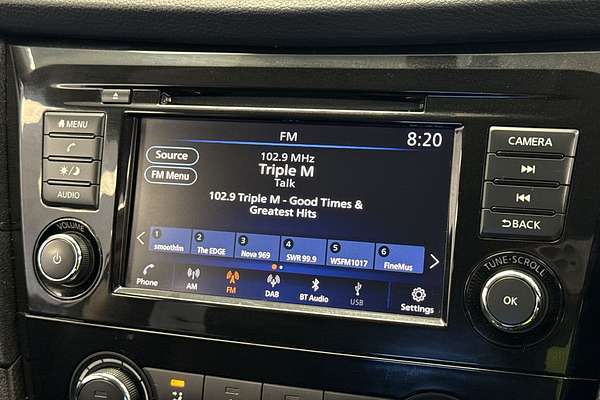 MENU
AUDIO
VOLUME
FM
8:20
Source
FM Menu
102.9 MHz
Triple M
Talk
102.9 Triple M - Good Times &
Greatest Hits
1 smoothfm
2 The EDGE
3 Nova 969
4 SWR 99.9
5 WSFM1017
6 FineMus
Phone
AM
FM
DAB
BT Audio
USB
Settings
CAMERA
BACK
TUNE·SCROLL
OK